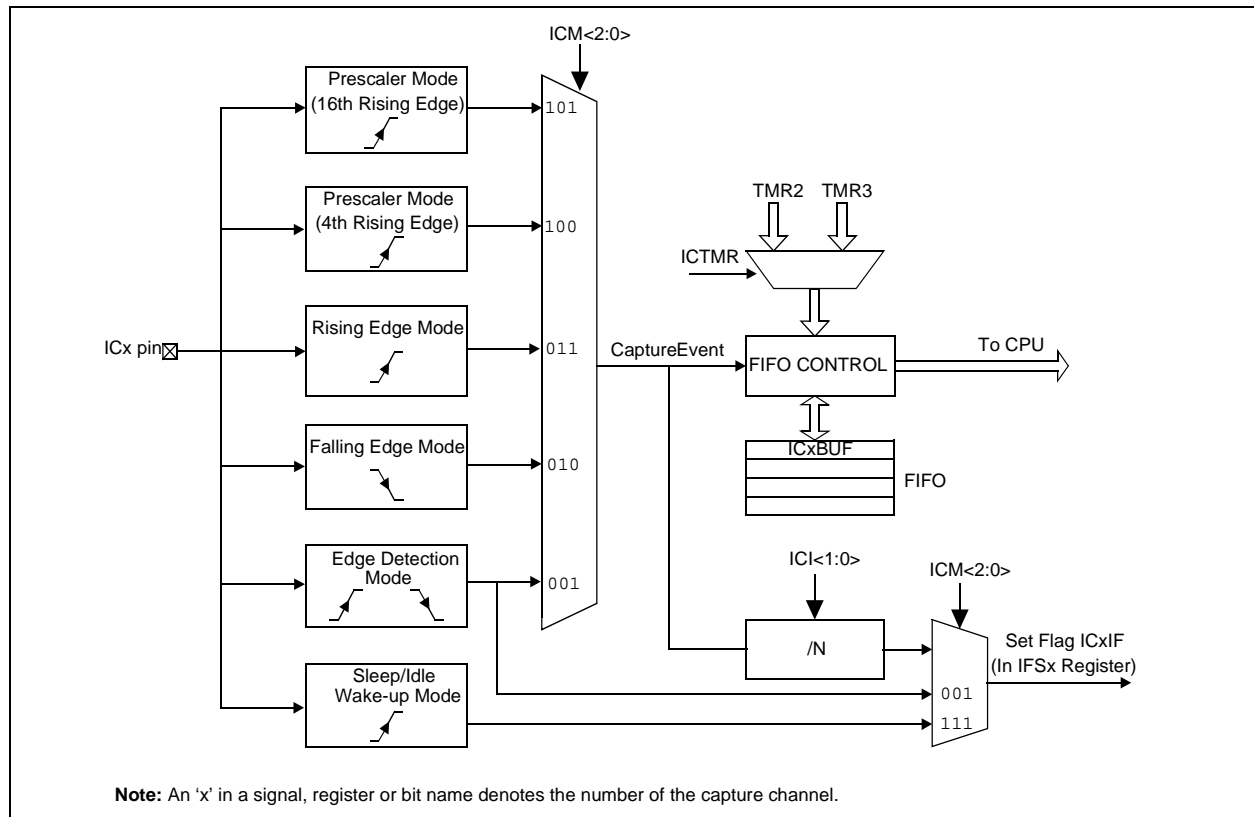 ICM<2:0>
Prescaler Mode
(16th Rising Edge)
101
Prescaler Mode
(4th Rising Edge)
100
TMR2
TMR3
ICTMR
ICx pin
Rising Edge Mode
011
CaptureEvent
FIFO CONTROL
To CPU
Falling Edge Mode
010
ICxBUF
FIFO
Edge Detection
Mode
001
ICI<1:0>
ICM<2:0>
/N
Set Flag ICxIF
(In IFSx Register)
Sleep/Idle
Wake-up Mode
001
111
Note: An ‘x’ in a signal, register or bit name denotes the number of the capture channel.